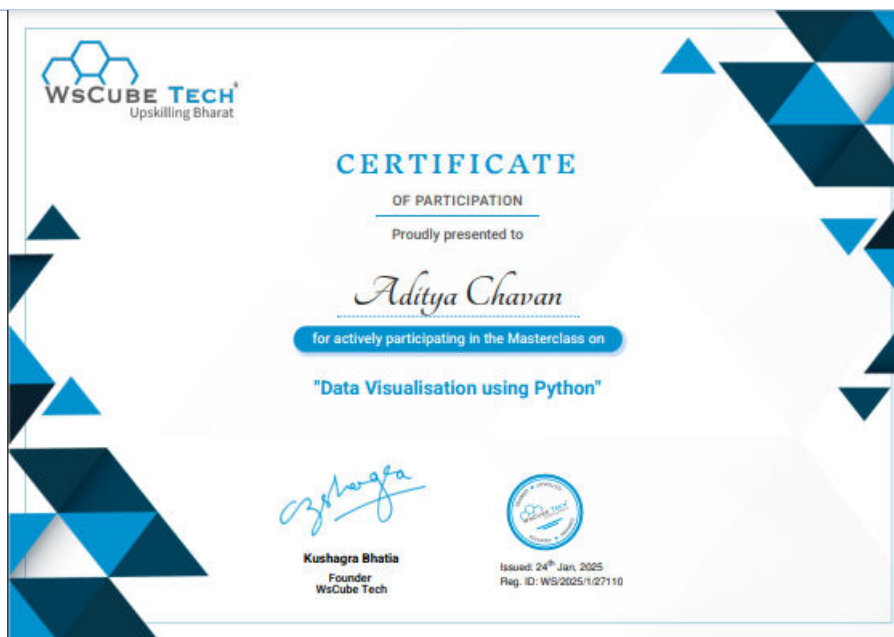 WsCube Tech
Upskilling Bharat
CERTIFICATE
OF PARTICIPATION
Proudly presented to
Aditya Chavan
for actively participating in the Masterclass on
"Data Visualisation using Python"
Kushagra Bhatia
Founder
WsCube Tech
WsCube Tech
Issued: 24th Jan, 2025
Reg. ID: WS/2025/1/27110